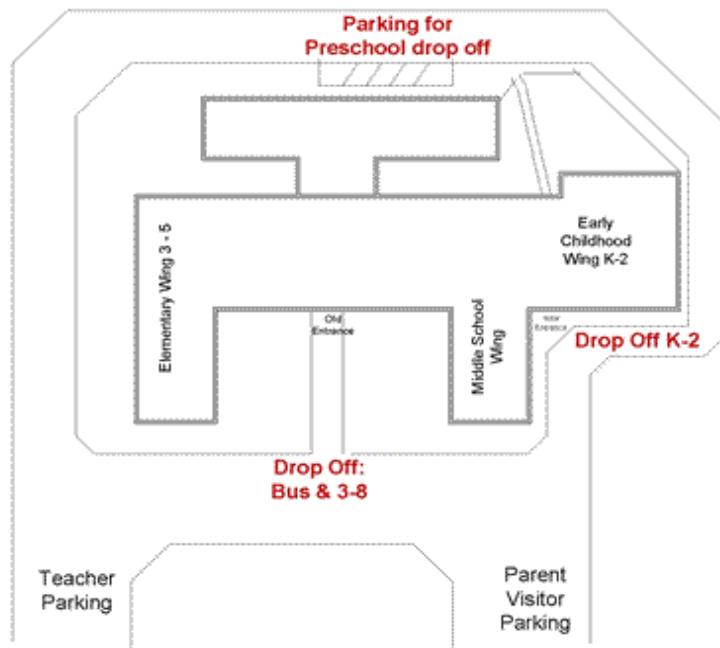 Parking for
Preschool drop off
Elementary Wing 3 - 5
Early
Childhood
Wing K-2
Old
Entrance
Middle School
Wing
Entrance
Drop Off K-2
Drop Off:
Bus & 3-8
Teacher
Parking
Parent
Visitor
Parking